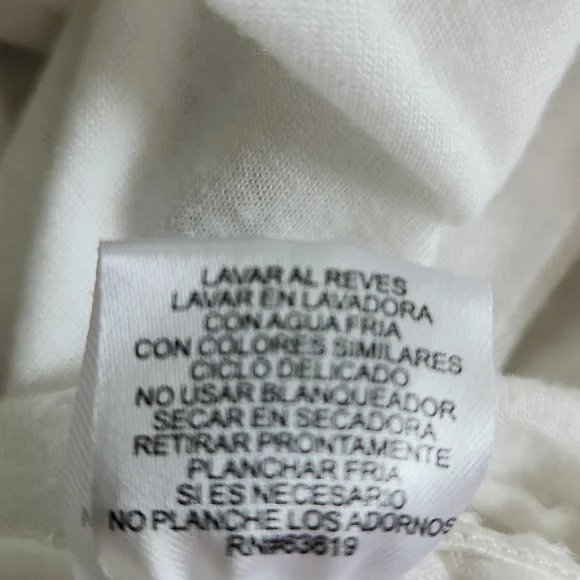 LAVAR AL REVES
LAVAR EN LAVADORA
CON AGUA FRIA
CON COLORES SIMILARES
CICLO DELICADO
NO USAR BLANQUEADOR
SECAR EN SECADORA
RETIRAR PRONTAMENTE
PLANCHAR FRIA
SI ES NECESARIO
NO PLANCHE LOS ADORNOS
RN#63619